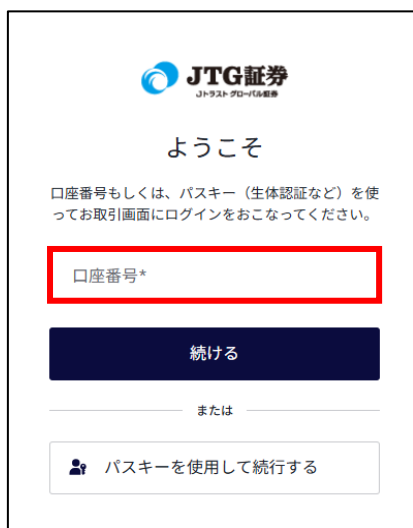 JTG証券
Jトラスト グローバル証券
ようこそ
口座番号もしくは、パスキー（生体認証など）を使
ってお取引画面にログインをおこなってください。
口座番号*
続ける
または
パスキーを使用して続行する